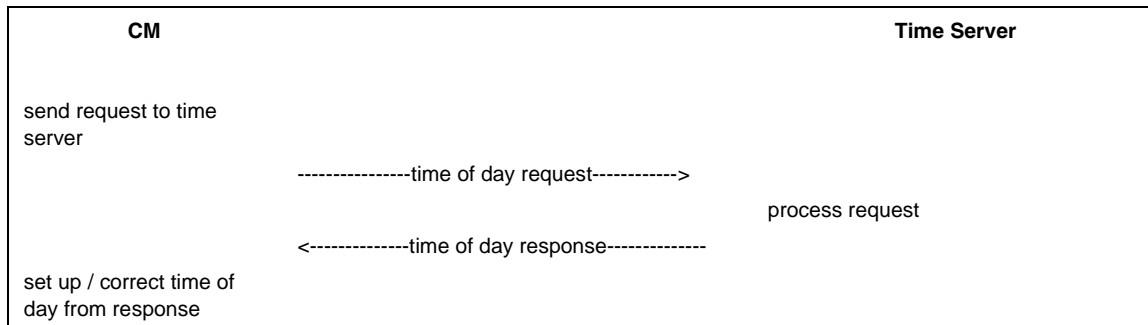 CM Time Server
send request to time
server
----------------time of day request------------>
process request
<--------------time of day response--------------
set up / correct time of
day from response